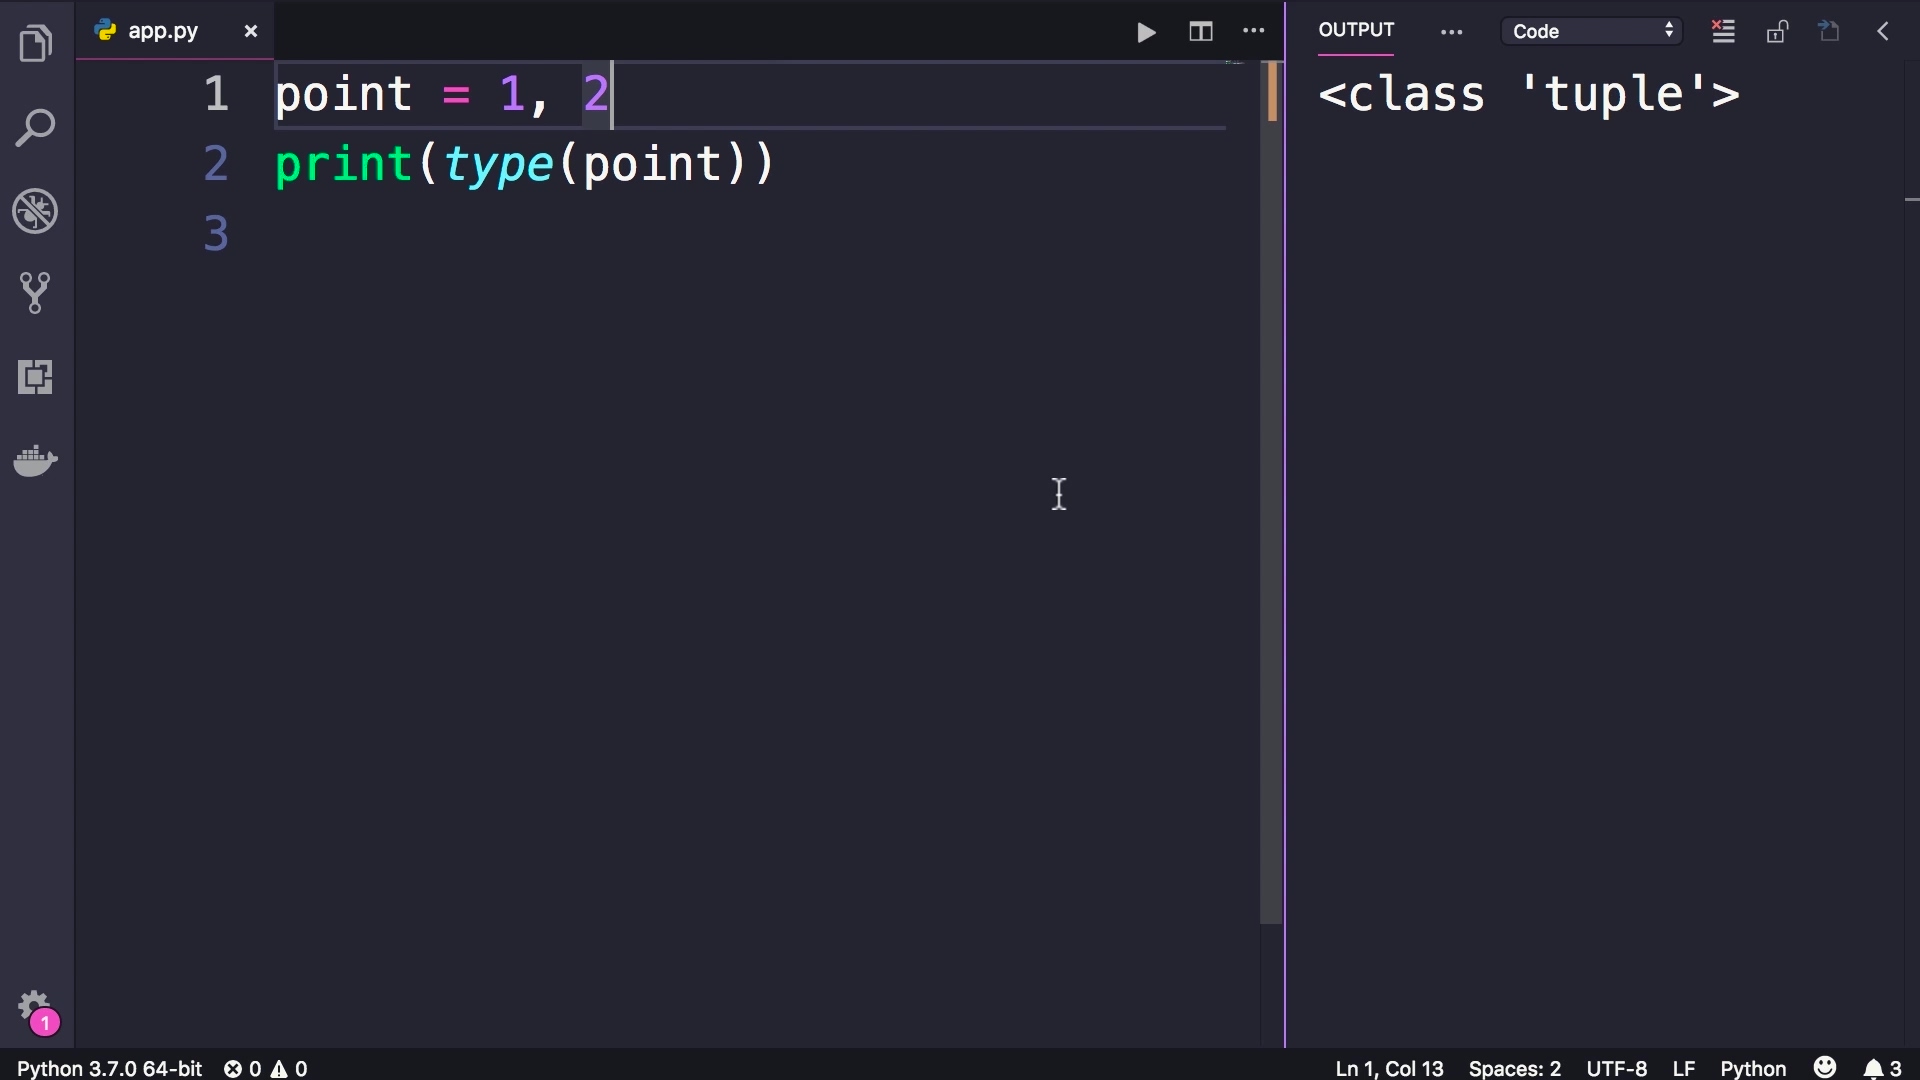 app.py
OUTPUT
Code
1 point = 1, 2
2 print(type(point))
3
<class 'tuple'>
1
Python 3.7.0 64-bit 0 0
Ln 1, Col 13 Spaces: 2 UTF-8 LF Python 3